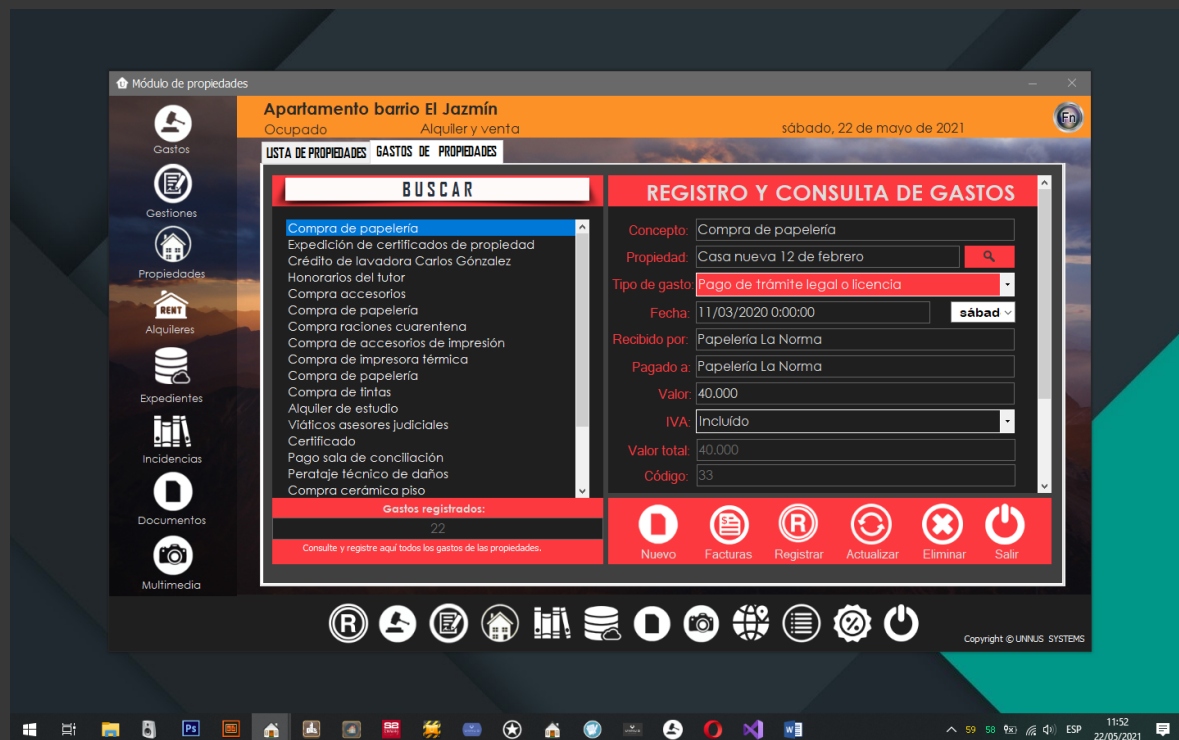 Módulo de propiedades
Apartamento barrio El Jazmín
Ocupado Alquiler y venta sábado, 22 de mayo de 2021
Fn
LISTA DE PROPIEDADES GASTOS DE PROPIEDADES
Gastos
Gestiones
Propiedades
RENT
Alquileres
Expedientes
Incidencias
Documentos
Multimedia
BUSCAR
Compra de papelería
Expedición de certificados de propiedad
Crédito de lavadora Carlos Gónzalez
Honorarios del tutor
Compra accesorios
Compra de papelería
Compra raciones cuarentena
Compra de accesorios de impresión
Compra de impresora térmica
Compra de papelería
Compra de tintas
Alquiler de estudio
Viáticos asesores judiciales
Certificado
Pago sala de conciliación
Perataje técnico de daños
Compra cerámica piso
Gastos registrados:
22
Consulte y registre aquí todos los gastos de las propiedades.
REGISTRO Y CONSULTA DE GASTOS
Concepto: Compra de papelería
Propiedad: Casa nueva 12 de febrero
Tipo de gasto: Pago de trámite legal o licencia
Fecha: 11/03/2020 0:00:00 sábad
Recibido por: Papelería La Norma
Pagado a: Papelería La Norma
Valor: 40.000
IVA: Incluído
Valor total: 40.000
Código: 33
R
Nuevo Facturas Registrar Actualizar Eliminar Salir
R
Copyright © UNNUS SYSTEMS
Ps
59 58 ESP 11:52
22/05/2021